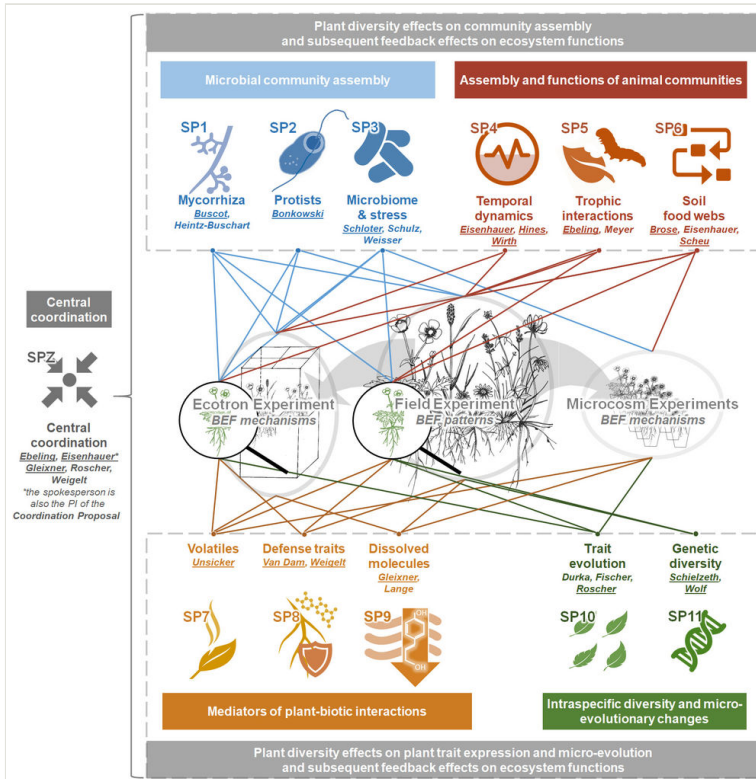 Plant diversity effects on community assembly
and subsequent feedback effects on ecosystem functions
Microbial community assembly
Assembly and functions of animal communities
SP1
SP2
SP3
SP4
SP5
SP6
Mycorrhiza
Buscot,
Heintz-Buschart
Protists
Bonkowski
Microbiome
& stress
Schloter, Schulz,
Weisser
Temporal
dynamics
Eisenhauer, Hines,
Wirth
Trophic
interactions
Ebeling, Meyer
Soil
food webs
Brose, Eisenhauer,
Scheu
Central
coordination
SPZ
Central
coordination
Ebeling, Eisenhauer*
Gleixner, Roscher,
Weigelt
*the spokesperson is
also the PI of the
Coordination Proposal
Ecotron Experiment
BEF mechanisms
Field Experiment
BEF patterns
Microcosm Experiments
BEF mechanisms
Volatiles
Unsicker
Defense traits
Van Dam, Weigelt
Dissolved
molecules
Gleixner,
Lange
Trait
evolution
Durka, Fischer,
Roscher
Genetic
diversity
Schielzeth,
Wolf
SP7
SP8
SP9
OH
OH
SP10
SP11
Mediators of plant-biotic interactions
Intraspecific diversity and micro-
evolutionary changes
Plant diversity effects on plant trait expression and micro-evolution
and subsequent feedback effects on ecosystem functions